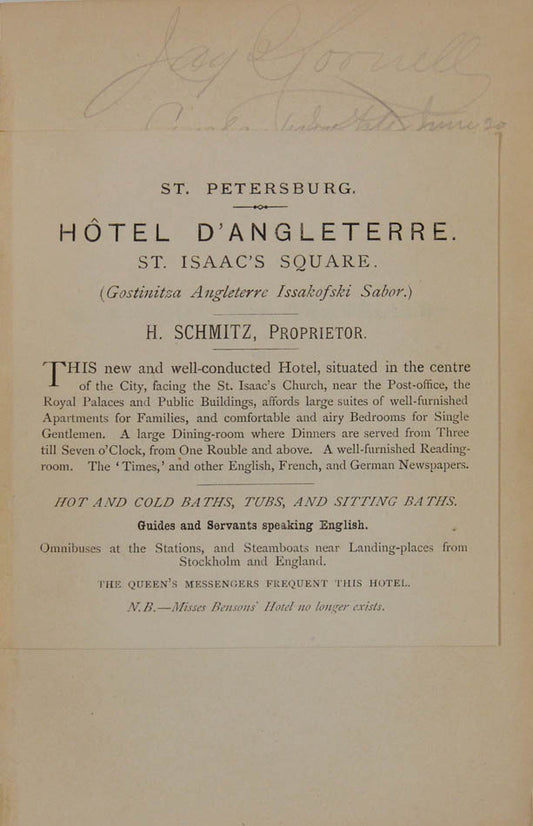 Jay
ST. PETERSBURG.
HÔTEL D'ANGLETERRE.
ST. ISAAC'S SQUARE.
(Gostinitza Angleterre Issakofski Sabor.)
H. SCHMITZ, PROPRIETOR.
THIS new and well-conducted Hotel, situated in the centre
of the City, facing the St. Isaac's Church, near the Post-office, the
Royal Palaces and Public Buildings, affords large suites of well-furnished
Apartments for Families, and comfortable and airy Bedrooms for Single
Gentlemen. A large Dining-room where Dinners are served from Three
till Seven o'Clock, from One Rouble and above. A well-furnished Reading-
room. The 'Times,' and other English, French, and German Newspapers.
HOT AND COLD BATHS, TUBS, AND SITTING BATHS.
Guides and Servants speaking English.
Omnibuses at the Stations, and Steamboats near Landing-places from
Stockholm and England.
THE QUEEN'S MESSENGERS FREQUENT THIS HOTEL.
N.B.—Misses Bensons' Hotel no longer exists.